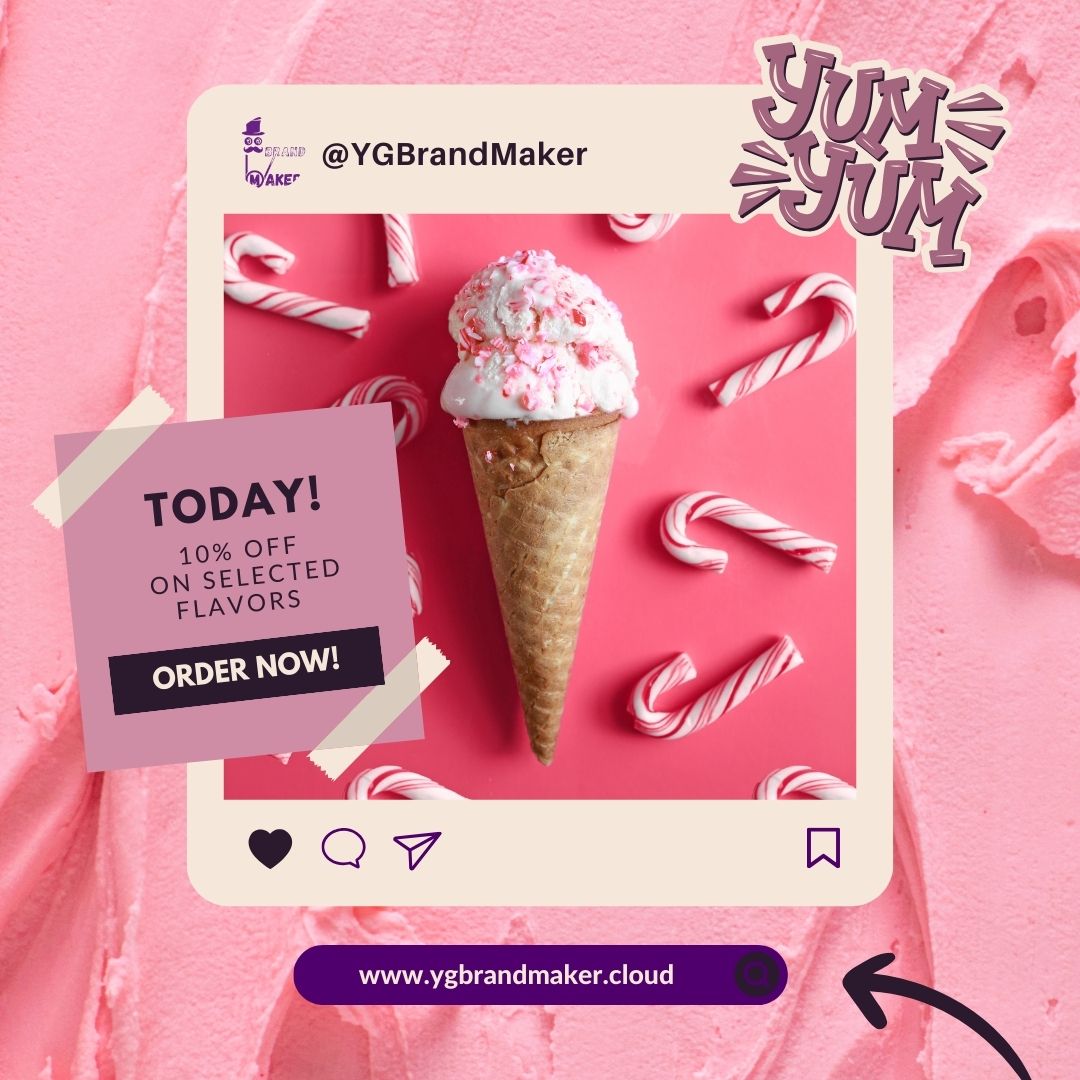 BRAND
MAKER
@YGBrandMaker
YUM
YUM
TODAY!
10% OFF
ON SELECTED
FLAVORS
ORDER NOW!
www.ygbrandmaker.cloud